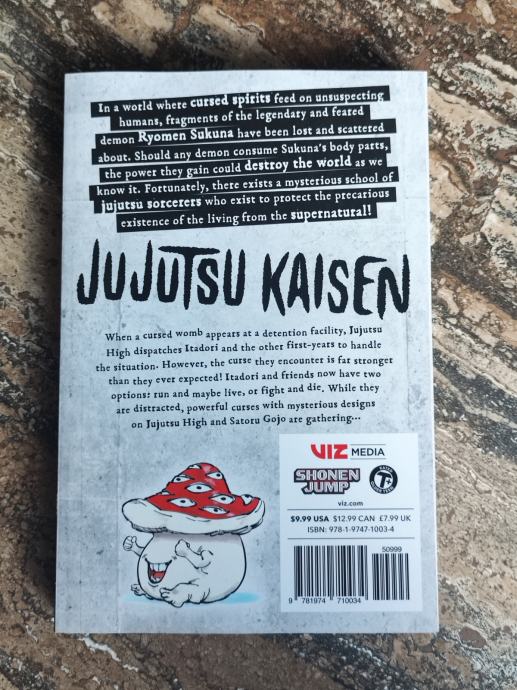 In a world where cursed spirits feed on unsuspecting
humans, fragments of the legendary and feared
demon Ryomen Sukuna have been lost and scattered
about. Should any demon consume Sukuna's body parts,
the power they gain could destroy the world as we
know it. Fortunately, there exists a mysterious school of
jujutsu sorcerers who exist to protect the precarious
existence of the living from the supernatural!
JUJUTSU KAISEN
When a cursed womb appears at a detention facility, Jujutsu
High dispatches Itadori and the other first-years to handle
the situation. However, the curse they encounter is far stronger
than they ever expected! Itadori and friends now have two
options: run and maybe live, or fight and die. While they
are distracted, powerful curses with mysterious designs
on Jujutsu High and Satoru Gojo are gathering...
VIZ MEDIA
SHONEN
JUMP
RATED
T+
viz.com
$9.99 USA $12.99 CAN £7.99 UK
ISBN: 978-1-9747-1003-4
50999
9 781974 710034